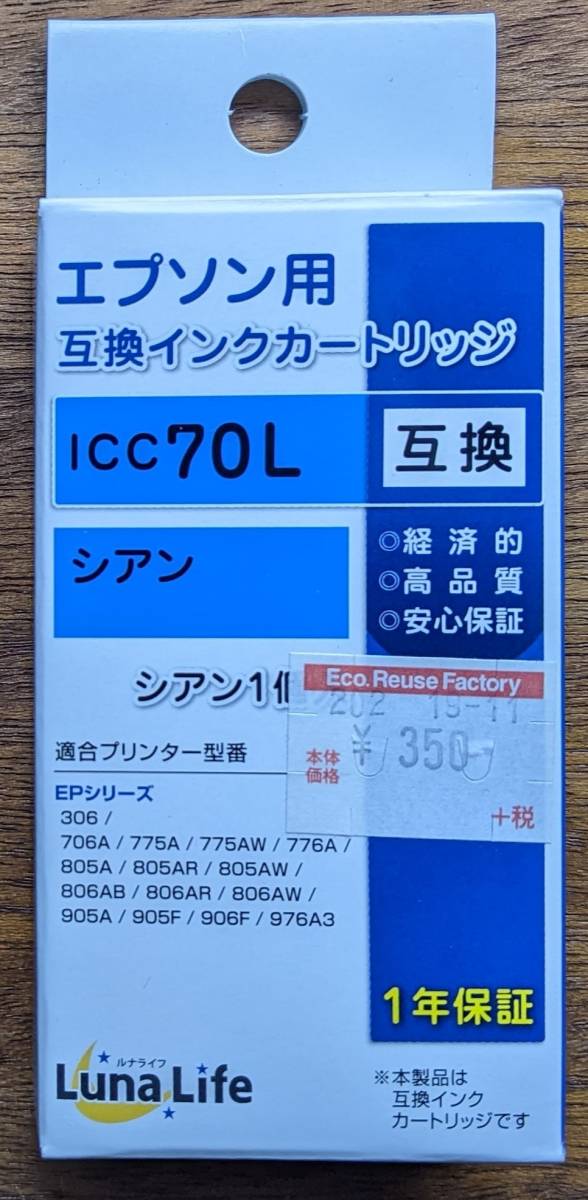 エプソン用
互換インクカートリッジ
ICC70L
互換
シアン
◎経済的
◎高品質
◎安心保証
シアン1
Eco.Reuse Factory
202 19-11
本体
価格
¥ 350-
+税
適合プリンター型番
EPシリーズ
306 /
706A / 775A / 775AW / 776A /
805A / 805AR / 805AW /
806AB / 806AR / 806AW /
905A / 905F / 906F / 976A3
1年保証
ルナライフ
Luna Life
※本製品は
互換インク
カートリッジです